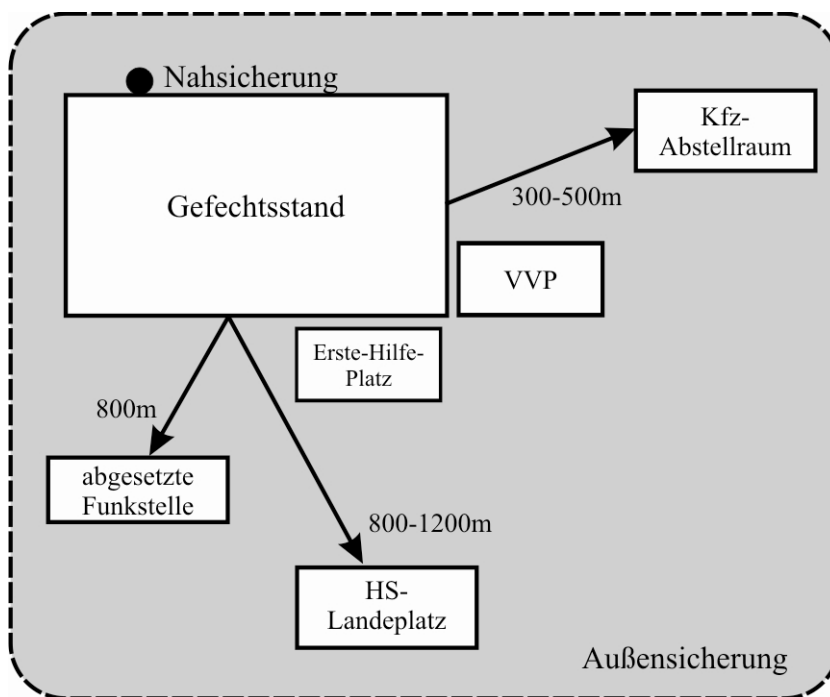 Nahsicherung
Kfz-
Abstellraum
Gefechtsstand
300-500m
VVP
Erste-Hilfe-
Platz
800m
abgesetzte
Funkstelle
800-1200m
HS-
Landeplatz
Außensicherung